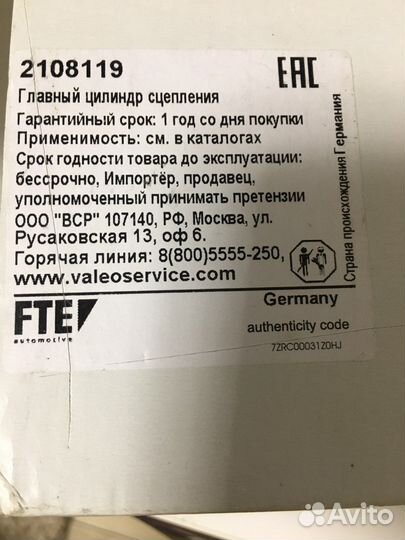 2108119
EAC
Главный цилиндр сцепления
Гарантийный срок: 1 год со дня покупки
Применимость: см. в каталогах
Срок годности товара до эксплуатации:
бессрочно, Импортёр, продавец,
уполномоченный принимать претензии
ООО "ВСР" 107140, РФ, Москва, ул.
Русаковская 13, оф 6.
Горячая линия: 8(800)5555-250,
www.valeoservice.com
Страна происхождения Германия
FTE
automotive
Germany
authenticity code
7ZRC00031Z0HJ
Avito